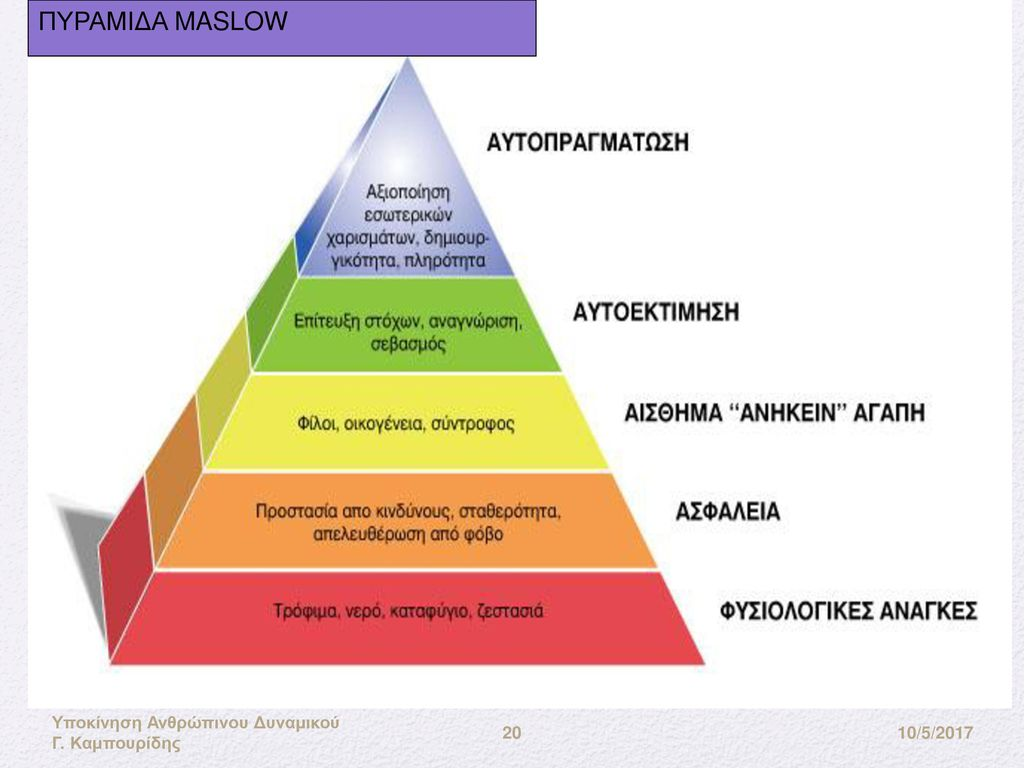 ΠΥΡΑΜΙΔΑ MASLOW
ΑΥΤΟΠΡΑΓΜΑΤΩΣΗ
Αξιοποίηση
εσωτερικών
χαρισμάτων, δημιουρ-
γικότητα, πληρότητα
ΑΥΤΟΕΚΤΙΜΗΣΗ
Επίτευξη στόχων, αναγνώριση,
σεβασμός
ΑΙΣΘΗΜΑ “ΑΝΗΚΕΙΝ” ΑΓΑΠΗ
Φίλοι, οικογένεια, σύντροφος
ΑΣΦΑΛΕΙΑ
Προστασία απο κινδύνους, σταθερότητα,
απελευθέρωση από φόβο
ΦΥΣΙΟΛΟΓΙΚΕΣ ΑΝΑΓΚΕΣ
Τρόφιμα, νερό, καταφύγιο, ζεστασιά
Υποκίνηση Ανθρώπινου Δυναμικού
Γ. Καμπουρίδης
20
10/5/2017